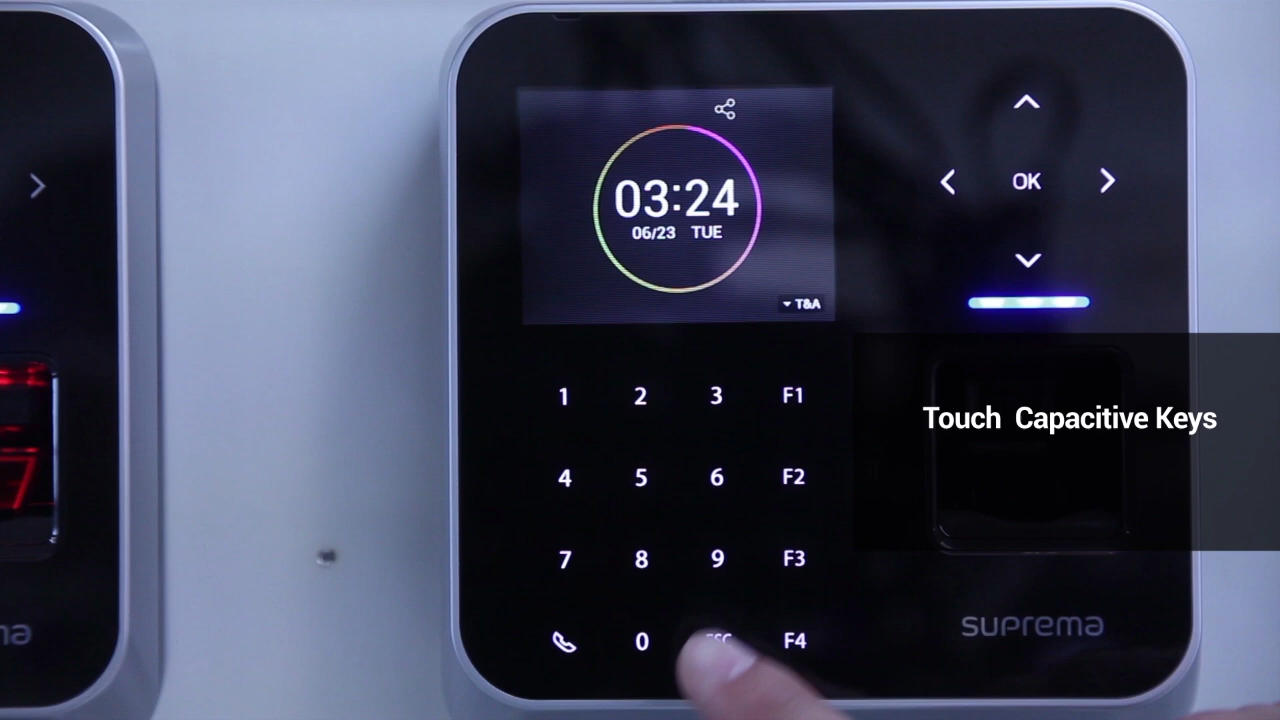 03:24
06/23 TUE
T&A
OK
1 2 3 F1
Touch Capacitive Keys
4 5 6 F2
7 8 9 F3
0 ESC F4
suprema